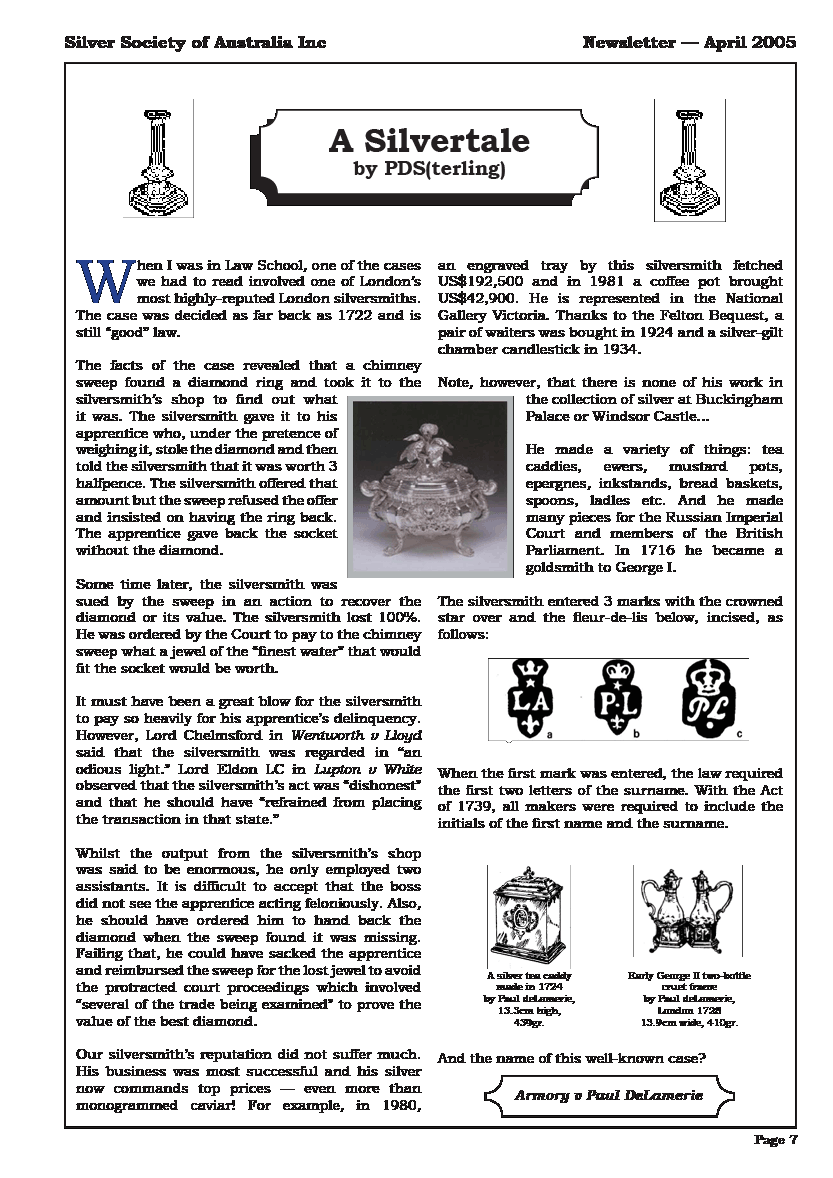 Silver Society of Australia Inc
Newsletter — April 2005
A Silvertale
by PDS(terling)
When I was in Law School, one of the cases
we had to read involved one of London's
most highly-reputed London silversmiths.
The case was decided as far back as 1722 and is
still "good" law.
The facts of the case revealed that a chimney
sweep found a diamond ring and took it to the
silversmith's shop to find out what
it was. The silversmith gave it to his
apprentice who, under the pretence of
weighing it, stole the diamond and then
told the silversmith that it was worth 3
halfpence. The silversmith offered that
amount but the sweep refused the offer
and insisted on having the ring back.
The apprentice gave back the socket
without the diamond.
Some time later, the silversmith was
sued by the sweep in an action to recover the
diamond or its value. The silversmith lost 100%.
He was ordered by the Court to pay to the chimney
sweep what a jewel of the "finest water" that would
fit the socket would be worth.
It must have been a great blow for the silversmith
to pay so heavily for his apprentice's delinquency.
However, Lord Chelmsford in Wentworth v Lloyd
said that the silversmith was regarded in "an
odious light." Lord Eldon LC in Lupton v White
observed that the silversmith's act was "dishonest"
and that he should have "refrained from placing
the transaction in that state."
Whilst the output from the silversmith's shop
was said to be enormous, he only employed two
assistants. It is difficult to accept that the boss
did not see the apprentice acting feloniously. Also,
he should have ordered him to hand back the
diamond when the sweep found it was missing.
Failing that, he could have sacked the apprentice
and reimbursed the sweep for the lost jewel to avoid
the protracted court proceedings which involved
"several of the trade being examined" to prove the
value of the best diamond.
Our silversmith's reputation did not suffer much.
His business was most successful and his silver
now commands top prices — even more than
monogrammed caviar! For example, in 1980,
an engraved tray by this silversmith fetched
US$192,500 and in 1981 a coffee pot brought
US$42,900. He is represented in the National
Gallery Victoria. Thanks to the Felton Bequest, a
pair of waiters was bought in 1924 and a silver-gilt
chamber candlestick in 1934.
Note, however, that there is none of his work in
the collection of silver at Buckingham
Palace or Windsor Castle...
He made a variety of things: tea
caddies, ewers, mustard pots,
epergnes, inkstands, bread baskets,
spoons, ladles etc. And he made
many pieces for the Russian Imperial
Court and members of the British
Parliament. In 1716 he became a
goldsmith to George I.
The silversmith entered 3 marks with the crowned
star over and the fleur-de-lis below, incised, as
follows:
LA a
P·L b
P.L. c
When the first mark was entered, the law required
the first two letters of the surname. With the Act
of 1739, all makers were required to include the
initials of the first name and the surname.
A silver tea caddy
made in 1724
by Paul deLamerie,
13.3cm high,
439gr.
Early George II two-bottle
cruet frame
by Paul deLamerie,
London 1728
13.9cm wide, 410gr.
And the name of this well-known case?
Armory v Paul DeLamerie
Page 7